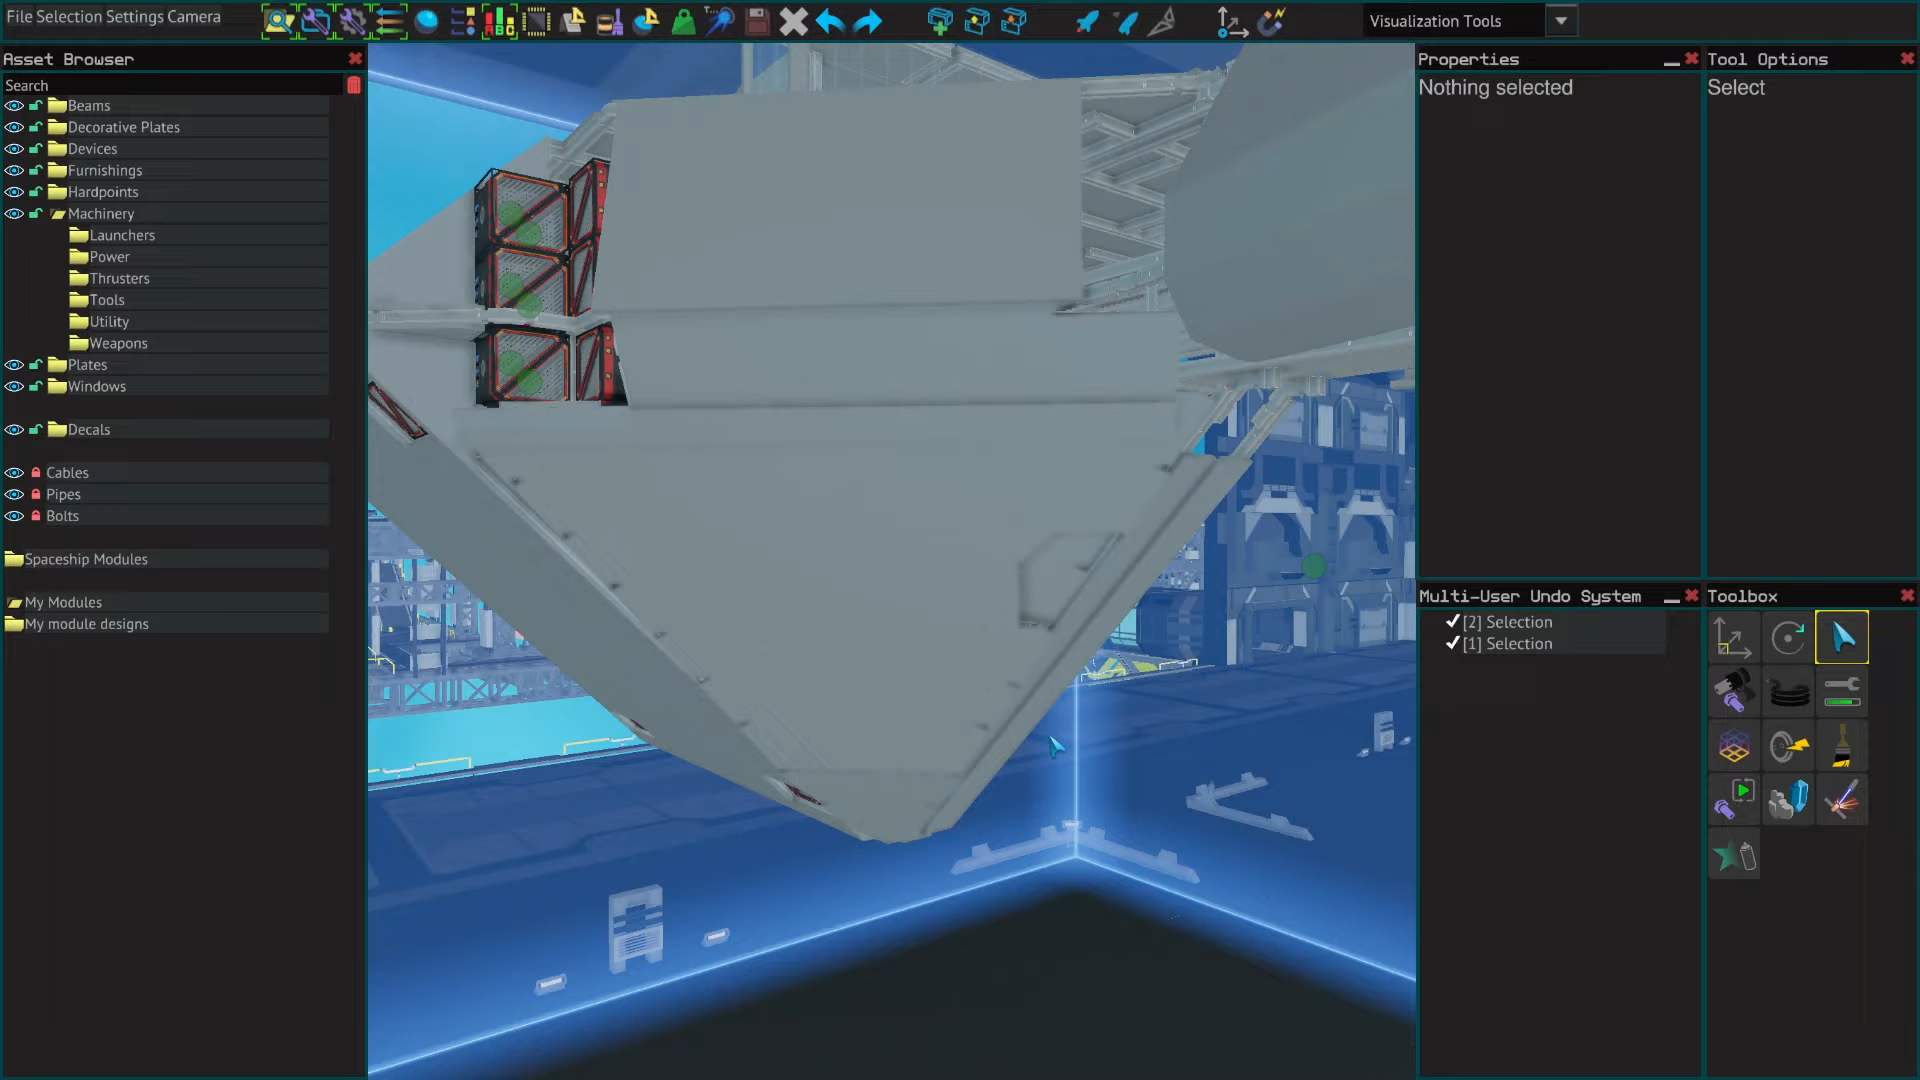 File Selection Settings Camera
ABC
Visualization Tools
Asset Browser
Search
Beams
Decorative Plates
Devices
Furnishings
Hardpoints
Machinery
Launchers
Power
Thrusters
Tools
Utility
Weapons
Plates
Windows
Decals
Cables
Pipes
Bolts
Spaceship Modules
My Modules
My module designs
Properties
Nothing selected
Tool Options
Select
Multi-User Undo System
[2] Selection
[1] Selection
Toolbox